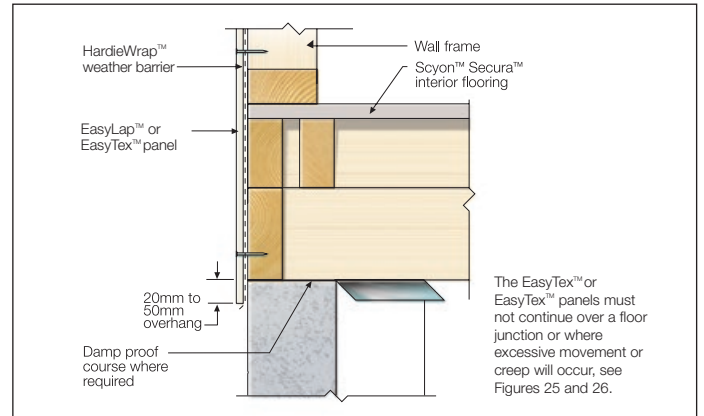 HardieWrap™
weather barrier
Wall frame
Scyon™ Secura™
interior flooring
EasyLap™ or
EasyTex™ panel
20mm to
50mm
overhang
Damp proof
course where
required
The EasyTex™ or
EasyTex™ panels must
not continue over a floor
junction or where
excessive movement or
creep will occur, see
Figures 25 and 26.